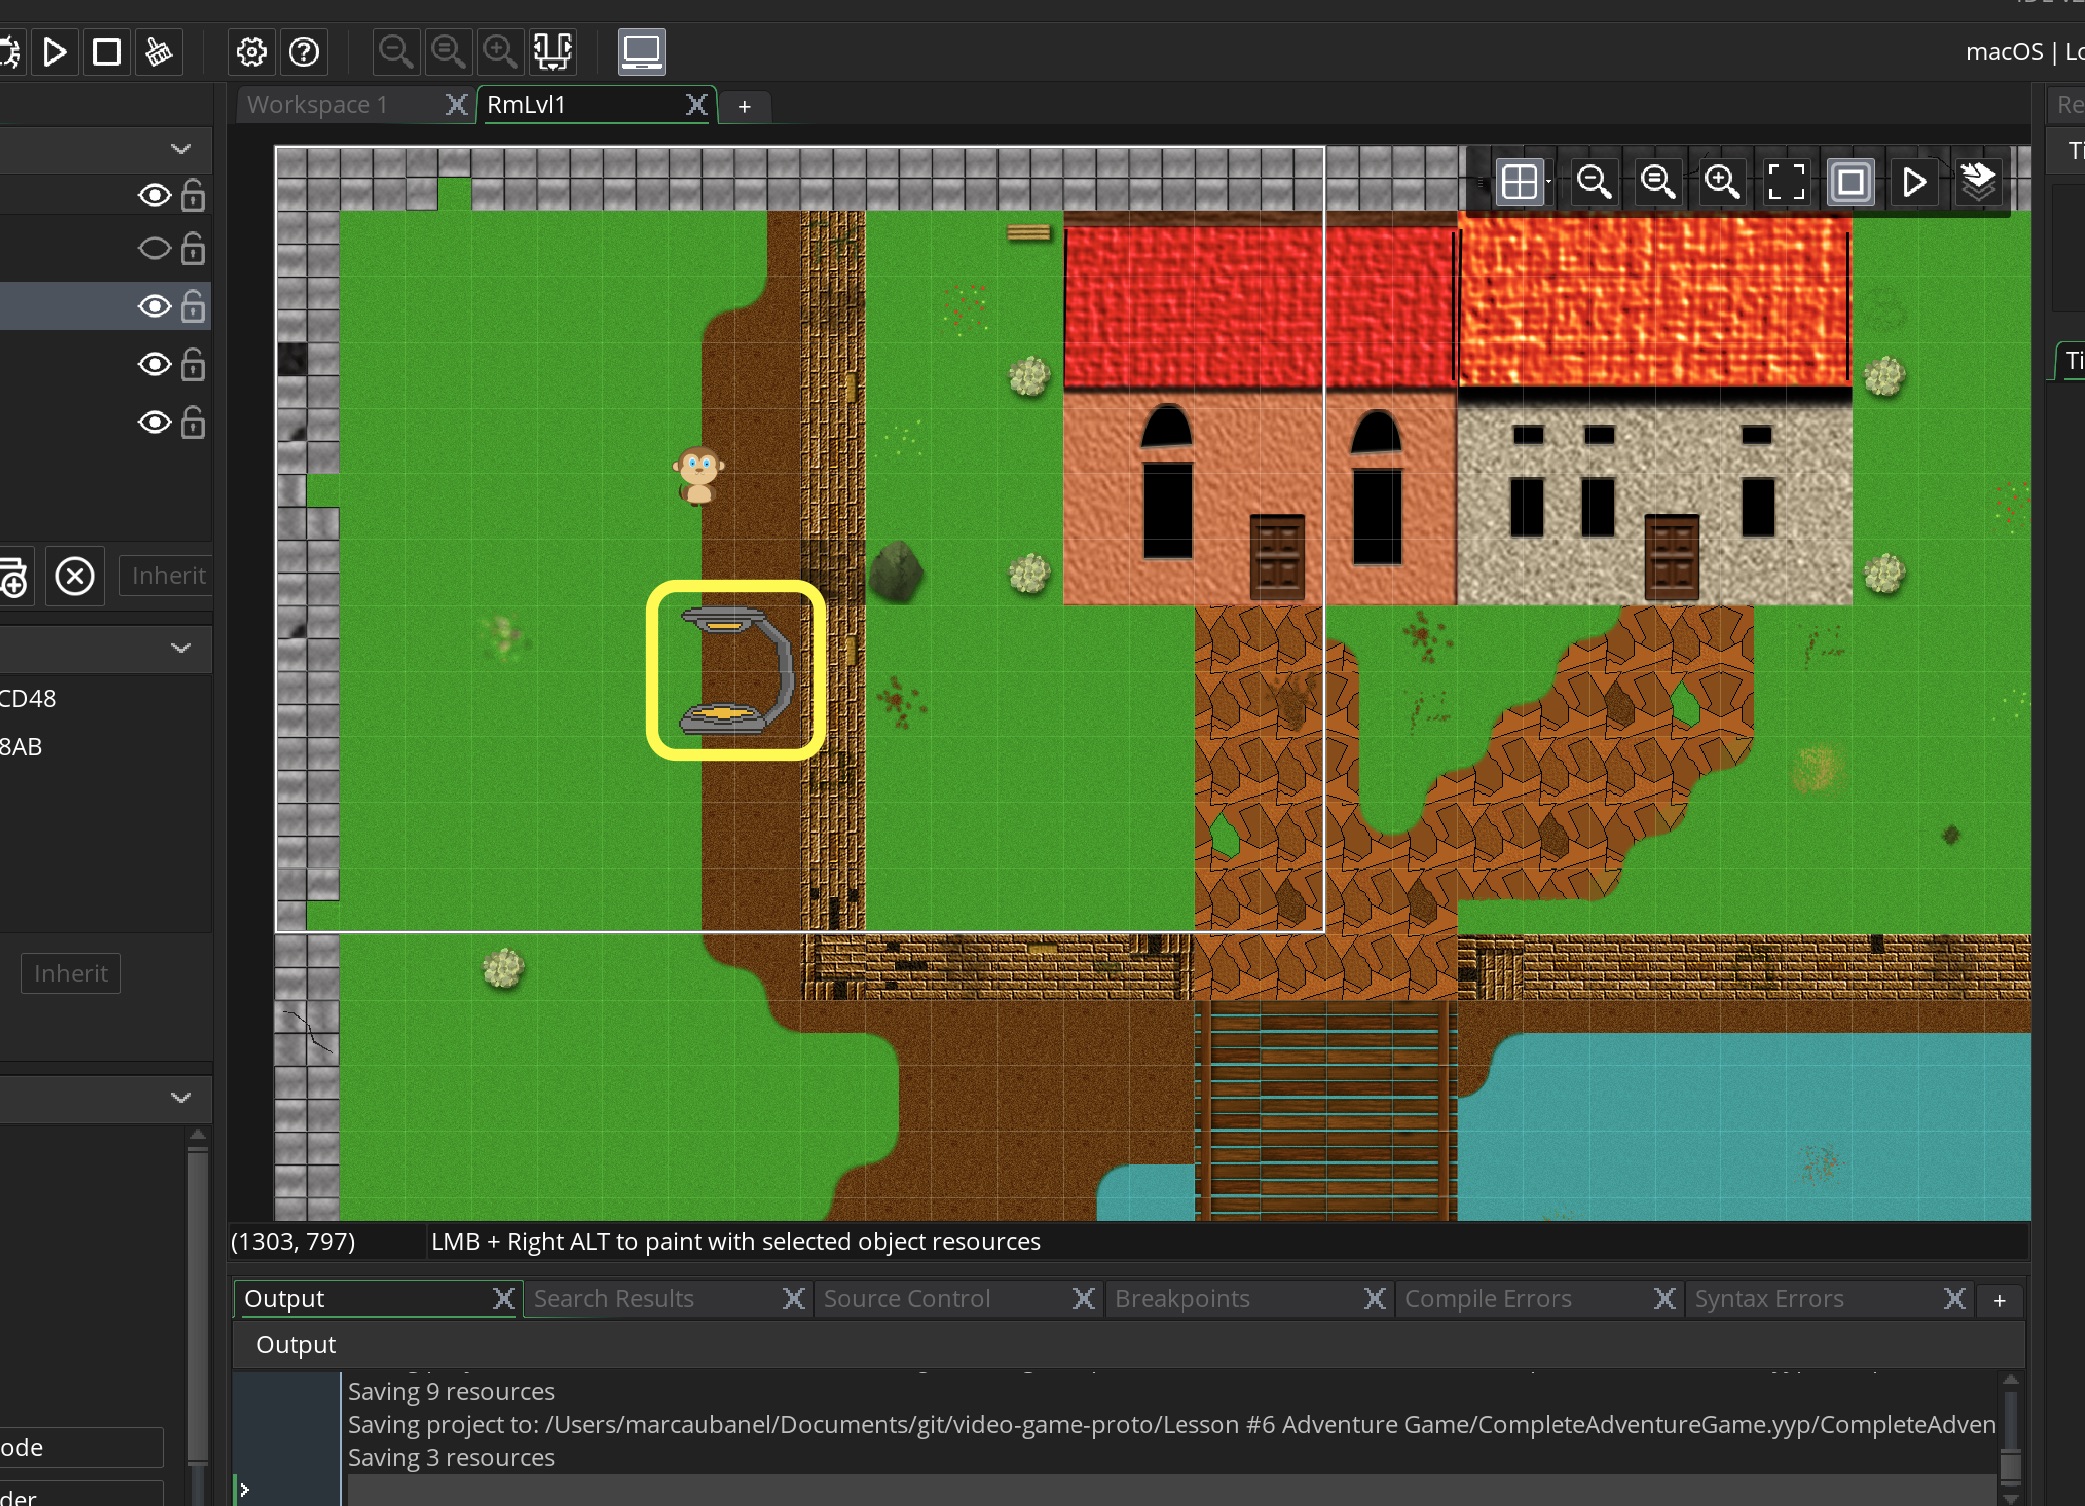 macOS | Lo
Workspace 1
RmLvl1
+
Re
Ti
Ti
Inherit
CD48
8AB
Inherit
ode
der
(1303, 797)
LMB + Right ALT to paint with selected object resources
Output
Search Results
Source Control
Breakpoints
Compile Errors
Syntax Errors
+
Output
Saving 9 resources
Saving project to: /Users/marcaubanel/Documents/git/video-game-proto/Lesson #6 Adventure Game/CompleteAdventureGame.yyp/CompleteAdven
Saving 3 resources